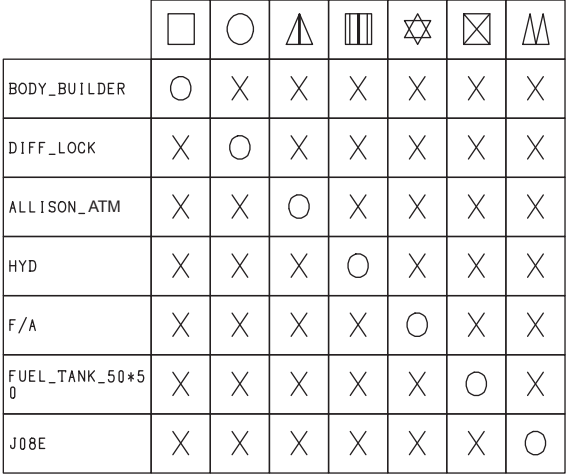 BODY_BUILDER ○ X X X X X X
DIFF_LOCK X ○ X X X X X
ALLISON_ATM X X ○ X X X X
HYD X X X ○ X X X
F/A X X X X ○ X X
FUEL_TANK_50*5
0 X X X X X ○ X
J08E X X X X X X ○